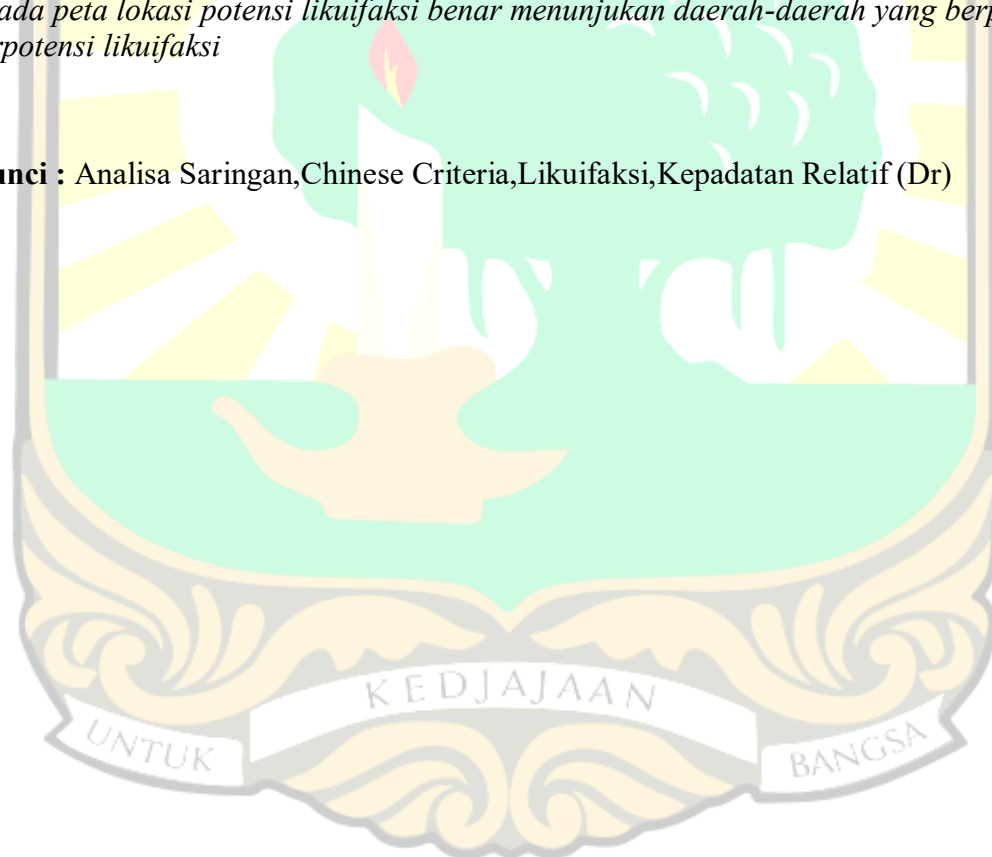 ada peta lokasi potensi likuifaksi benar menunjukan daerah-daerah yang berp
rpotensi likuifaksi
unci : Analisa Saringan,Chinese Criteria,Likuifaksi,Kepadatan Relatif (Dr)
KEDJAJAAN
UNTUK
BANGSA